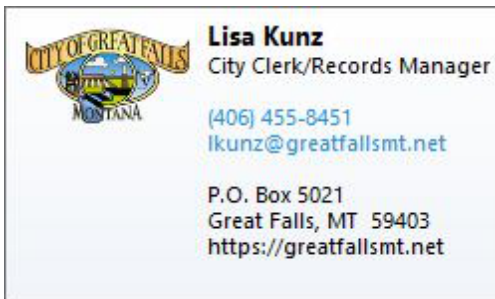 CITY OF GREAT FALLS
MONTANA
Lisa Kunz
City Clerk/Records Manager
(406) 455-8451
lkunz@greatfallsmt.net
P.O. Box 5021
Great Falls, MT  59403
https://greatfallsmt.net